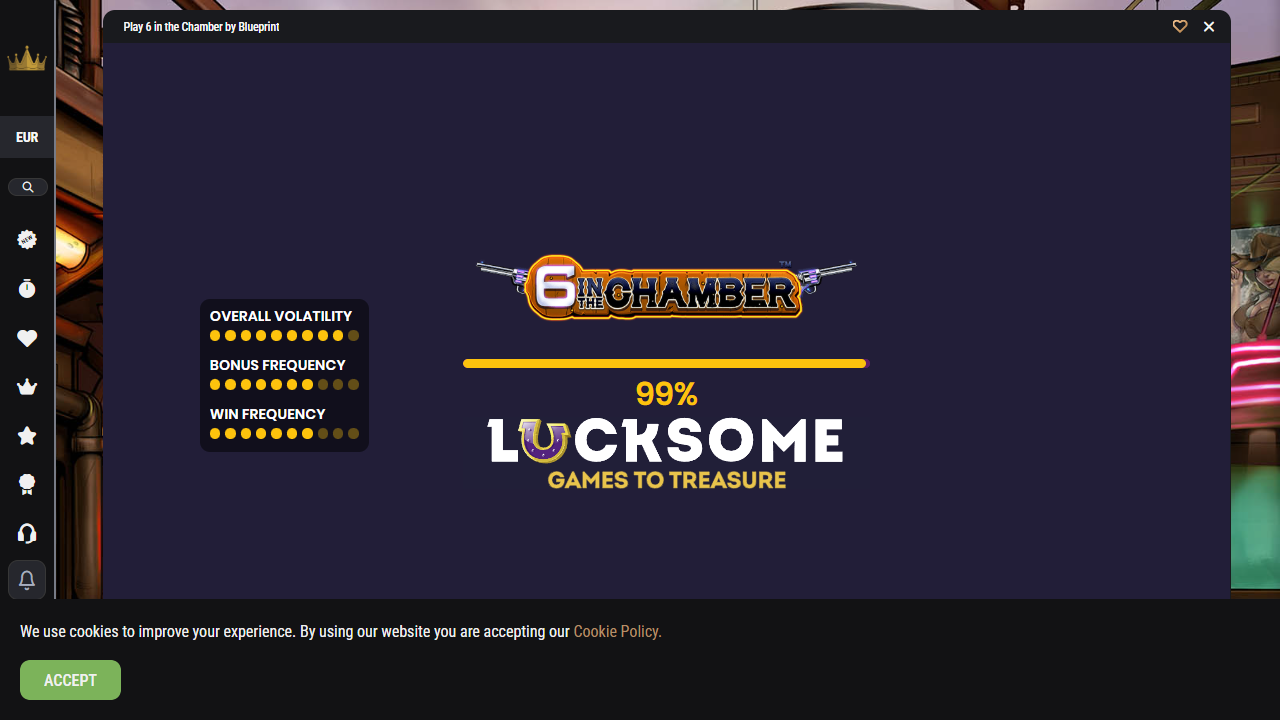 Play 6 in the Chamber by Blueprint
EUR
NEW
6 IN THE CHAMBER™
OVERALL VOLATILITY
BONUS FREQUENCY
WIN FREQUENCY
99%
LUCKSOME
GAMES TO TREASURE
We use cookies to improve your experience. By using our website you are accepting our Cookie Policy.
ACCEPT